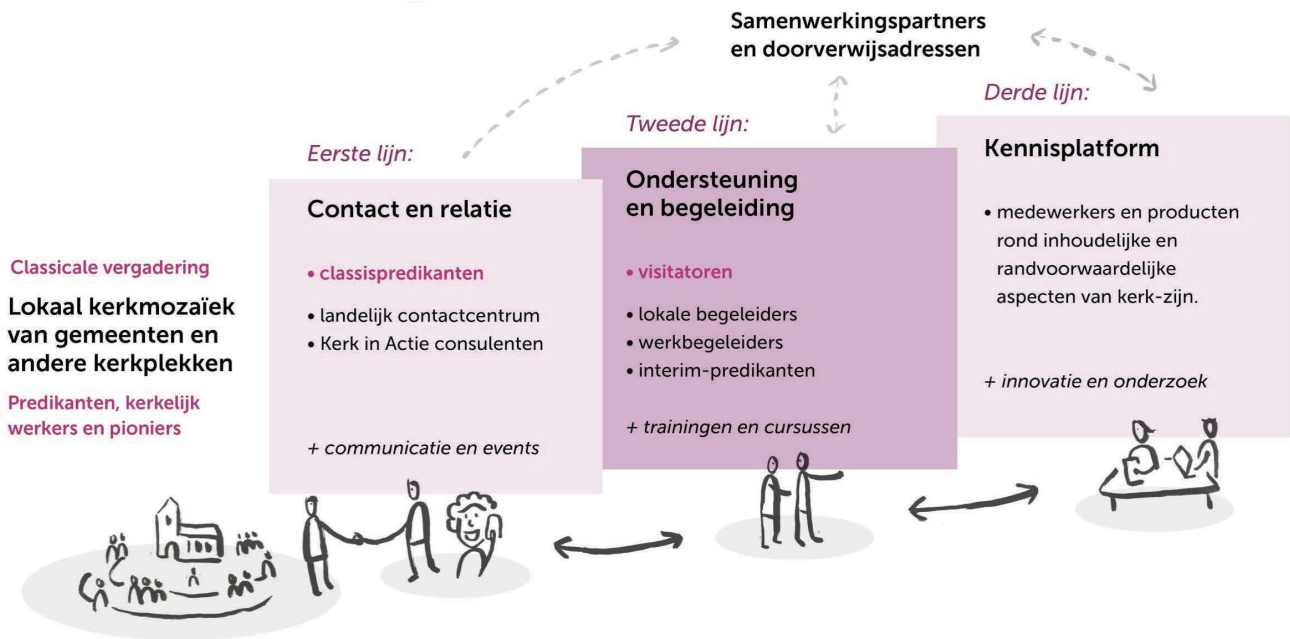 Samenwerkingspartners
en doorverwijsadressen
Classicale vergadering
Lokaal kerkmozaïek
van gemeenten en
andere kerkplekken
Predikanten, kerkelijk
werkers en pioniers
Eerste lijn:
Contact en relatie
• classispredikanten
• landelijk contactcentrum
• Kerk in Actie consulenten
+ communicatie en events
Tweede lijn:
Ondersteuning
en begeleiding
• visitatoren
• lokale begeleiders
• werkbegeleiders
• interim-predikanten
+ trainingen en cursussen
Derde lijn:
Kennisplatform
• medewerkers en producten
rond inhoudelijke en
randvoorwaardelijke
aspecten van kerk-zijn.
+ innovatie en onderzoek